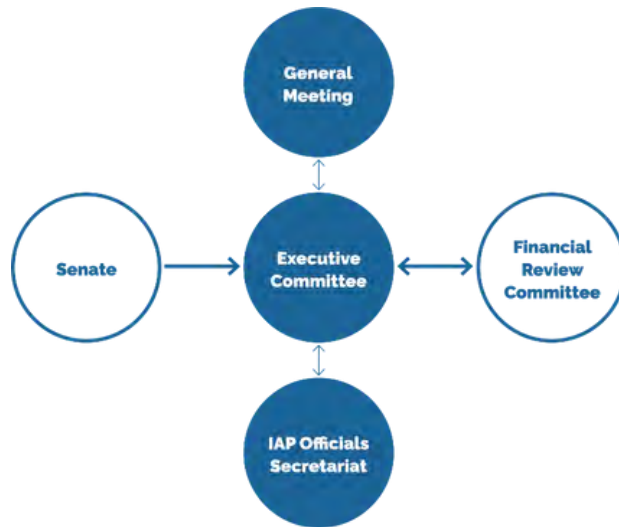 General
Meeting
Senate
Executive
Committee
Financial
Review
Committee
IAP Officials
Secretariat